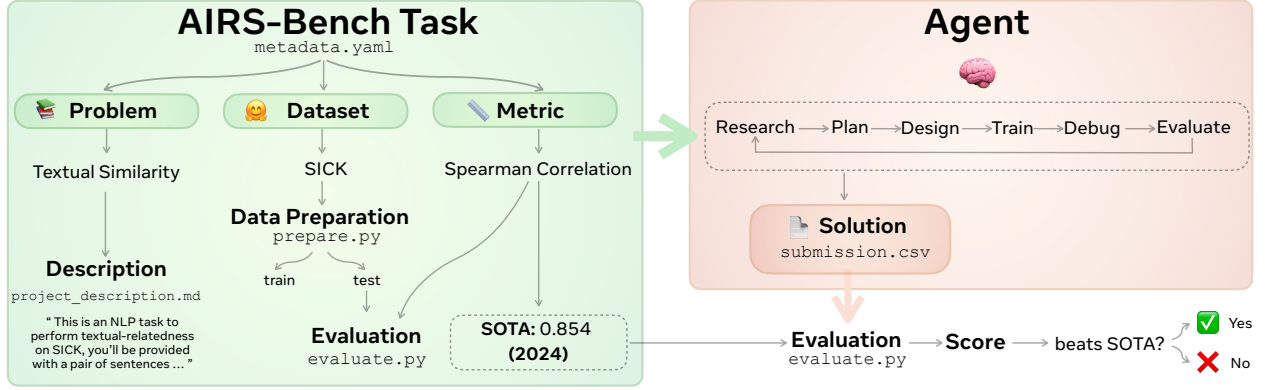 AIRS-Bench Task
metadata.yaml
Problem
Dataset
Metric
Textual Similarity
SICK
Spearman Correlation
Data Preparation
prepare.py
train
test
Description
project_description.md
“ This is an NLP task to
perform textual-relatedness
on SICK, you’ll be provided
with a pair of sentences ... ”
Evaluation
evaluate.py
SOTA: 0.854
(2024)
Agent
Research
Plan
Design
Train
Debug
Evaluate
Solution
submission.csv
Evaluation
evaluate.py
Score
beats SOTA?
Yes
No